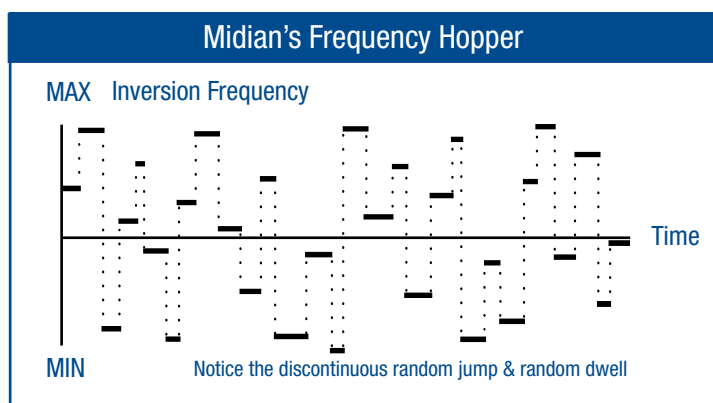 Midian's Frequency Hopper
MAX Inversion Frequency
Time
MIN Notice the discontinuous random jump & random dwell